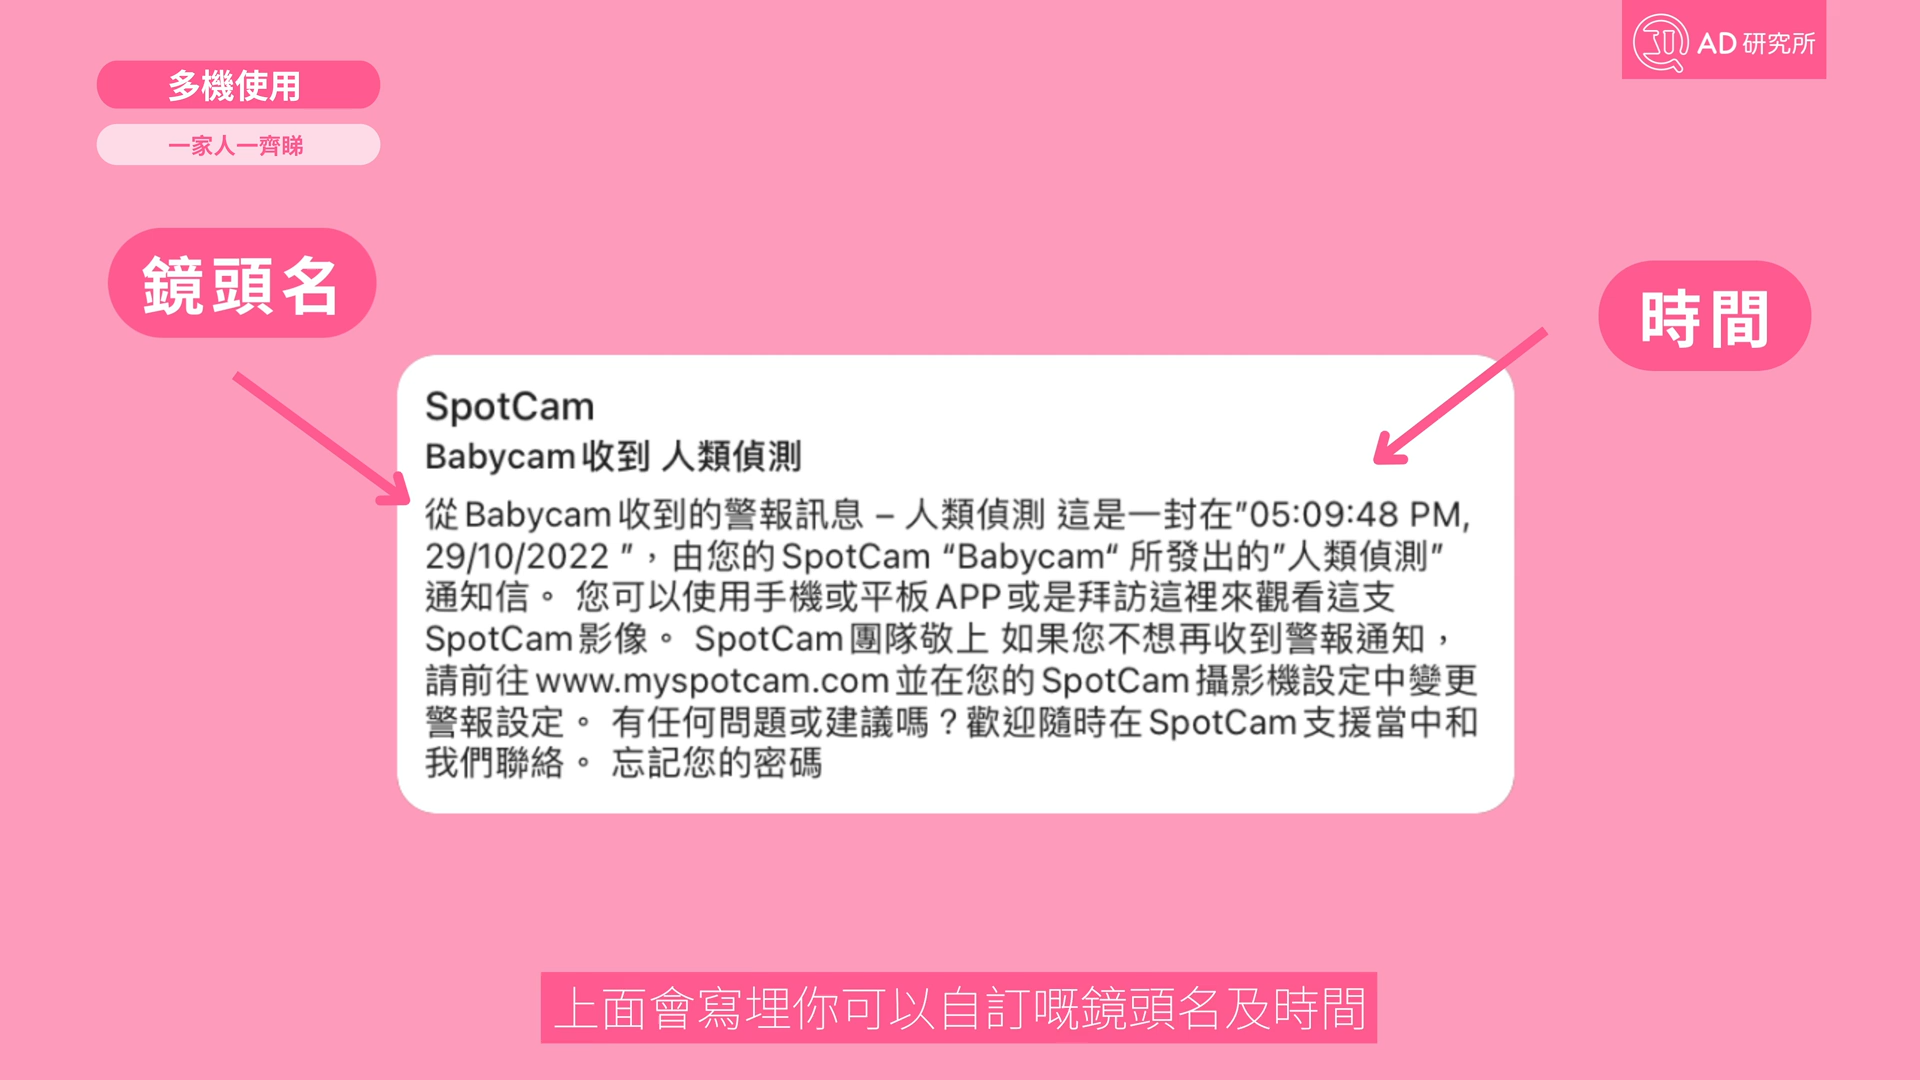 AD 研究所
多機使用
一家人一齊睇
鏡頭名
時間
SpotCam
Babycam收到 人類偵測
從Babycam收到的警報訊息 – 人類偵測 這是一封在”05:09:48 PM,
29/10/2022 ”，由您的SpotCam “Babycam“ 所發出的”人類偵測”
通知信。 您可以使用手機或平板APP或是拜訪這裡來觀看這支
SpotCam影像。 SpotCam團隊敬上 如果您不想再收到警報通知，
請前往www.myspotcam.com並在您的SpotCam攝影機設定中變更
警報設定。 有任何問題或建議嗎？歡迎隨時在SpotCam支援當中和
我們聯絡。 忘記您的密碼
上面會寫埋你可以自訂嘅鏡頭名及時間